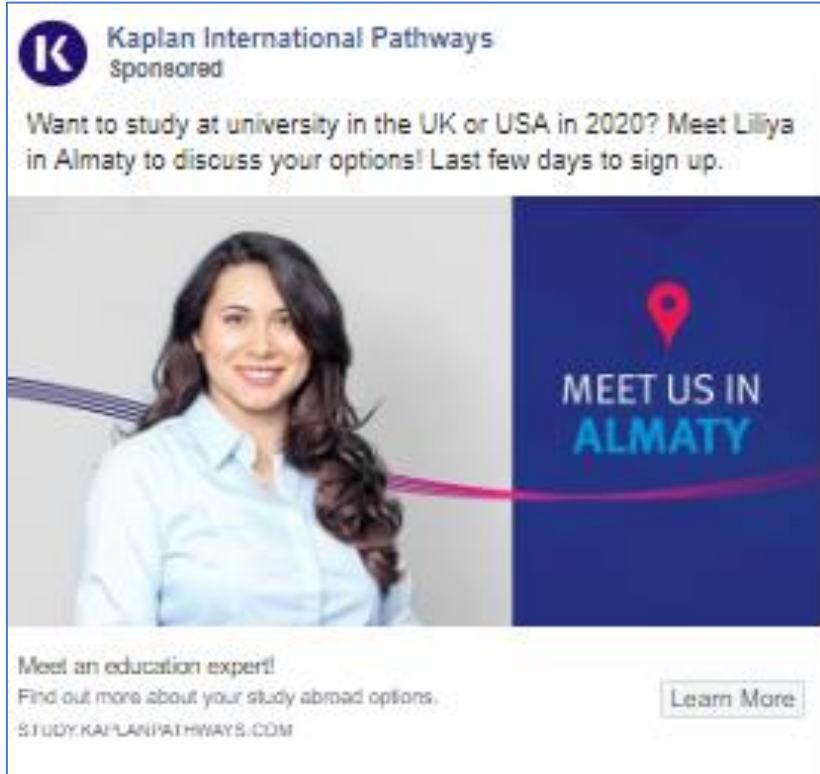 K
Kaplan International Pathways
Sponsored
Want to study at university in the UK or USA in 2020? Meet Liliya
in Almaty to discuss your options! Last few days to sign up.
MEET US IN
ALMATY
Meet an education expert!
Find out more about your study abroad options.
Learn More
STUDY.KAPLANPATHWAYS.COM